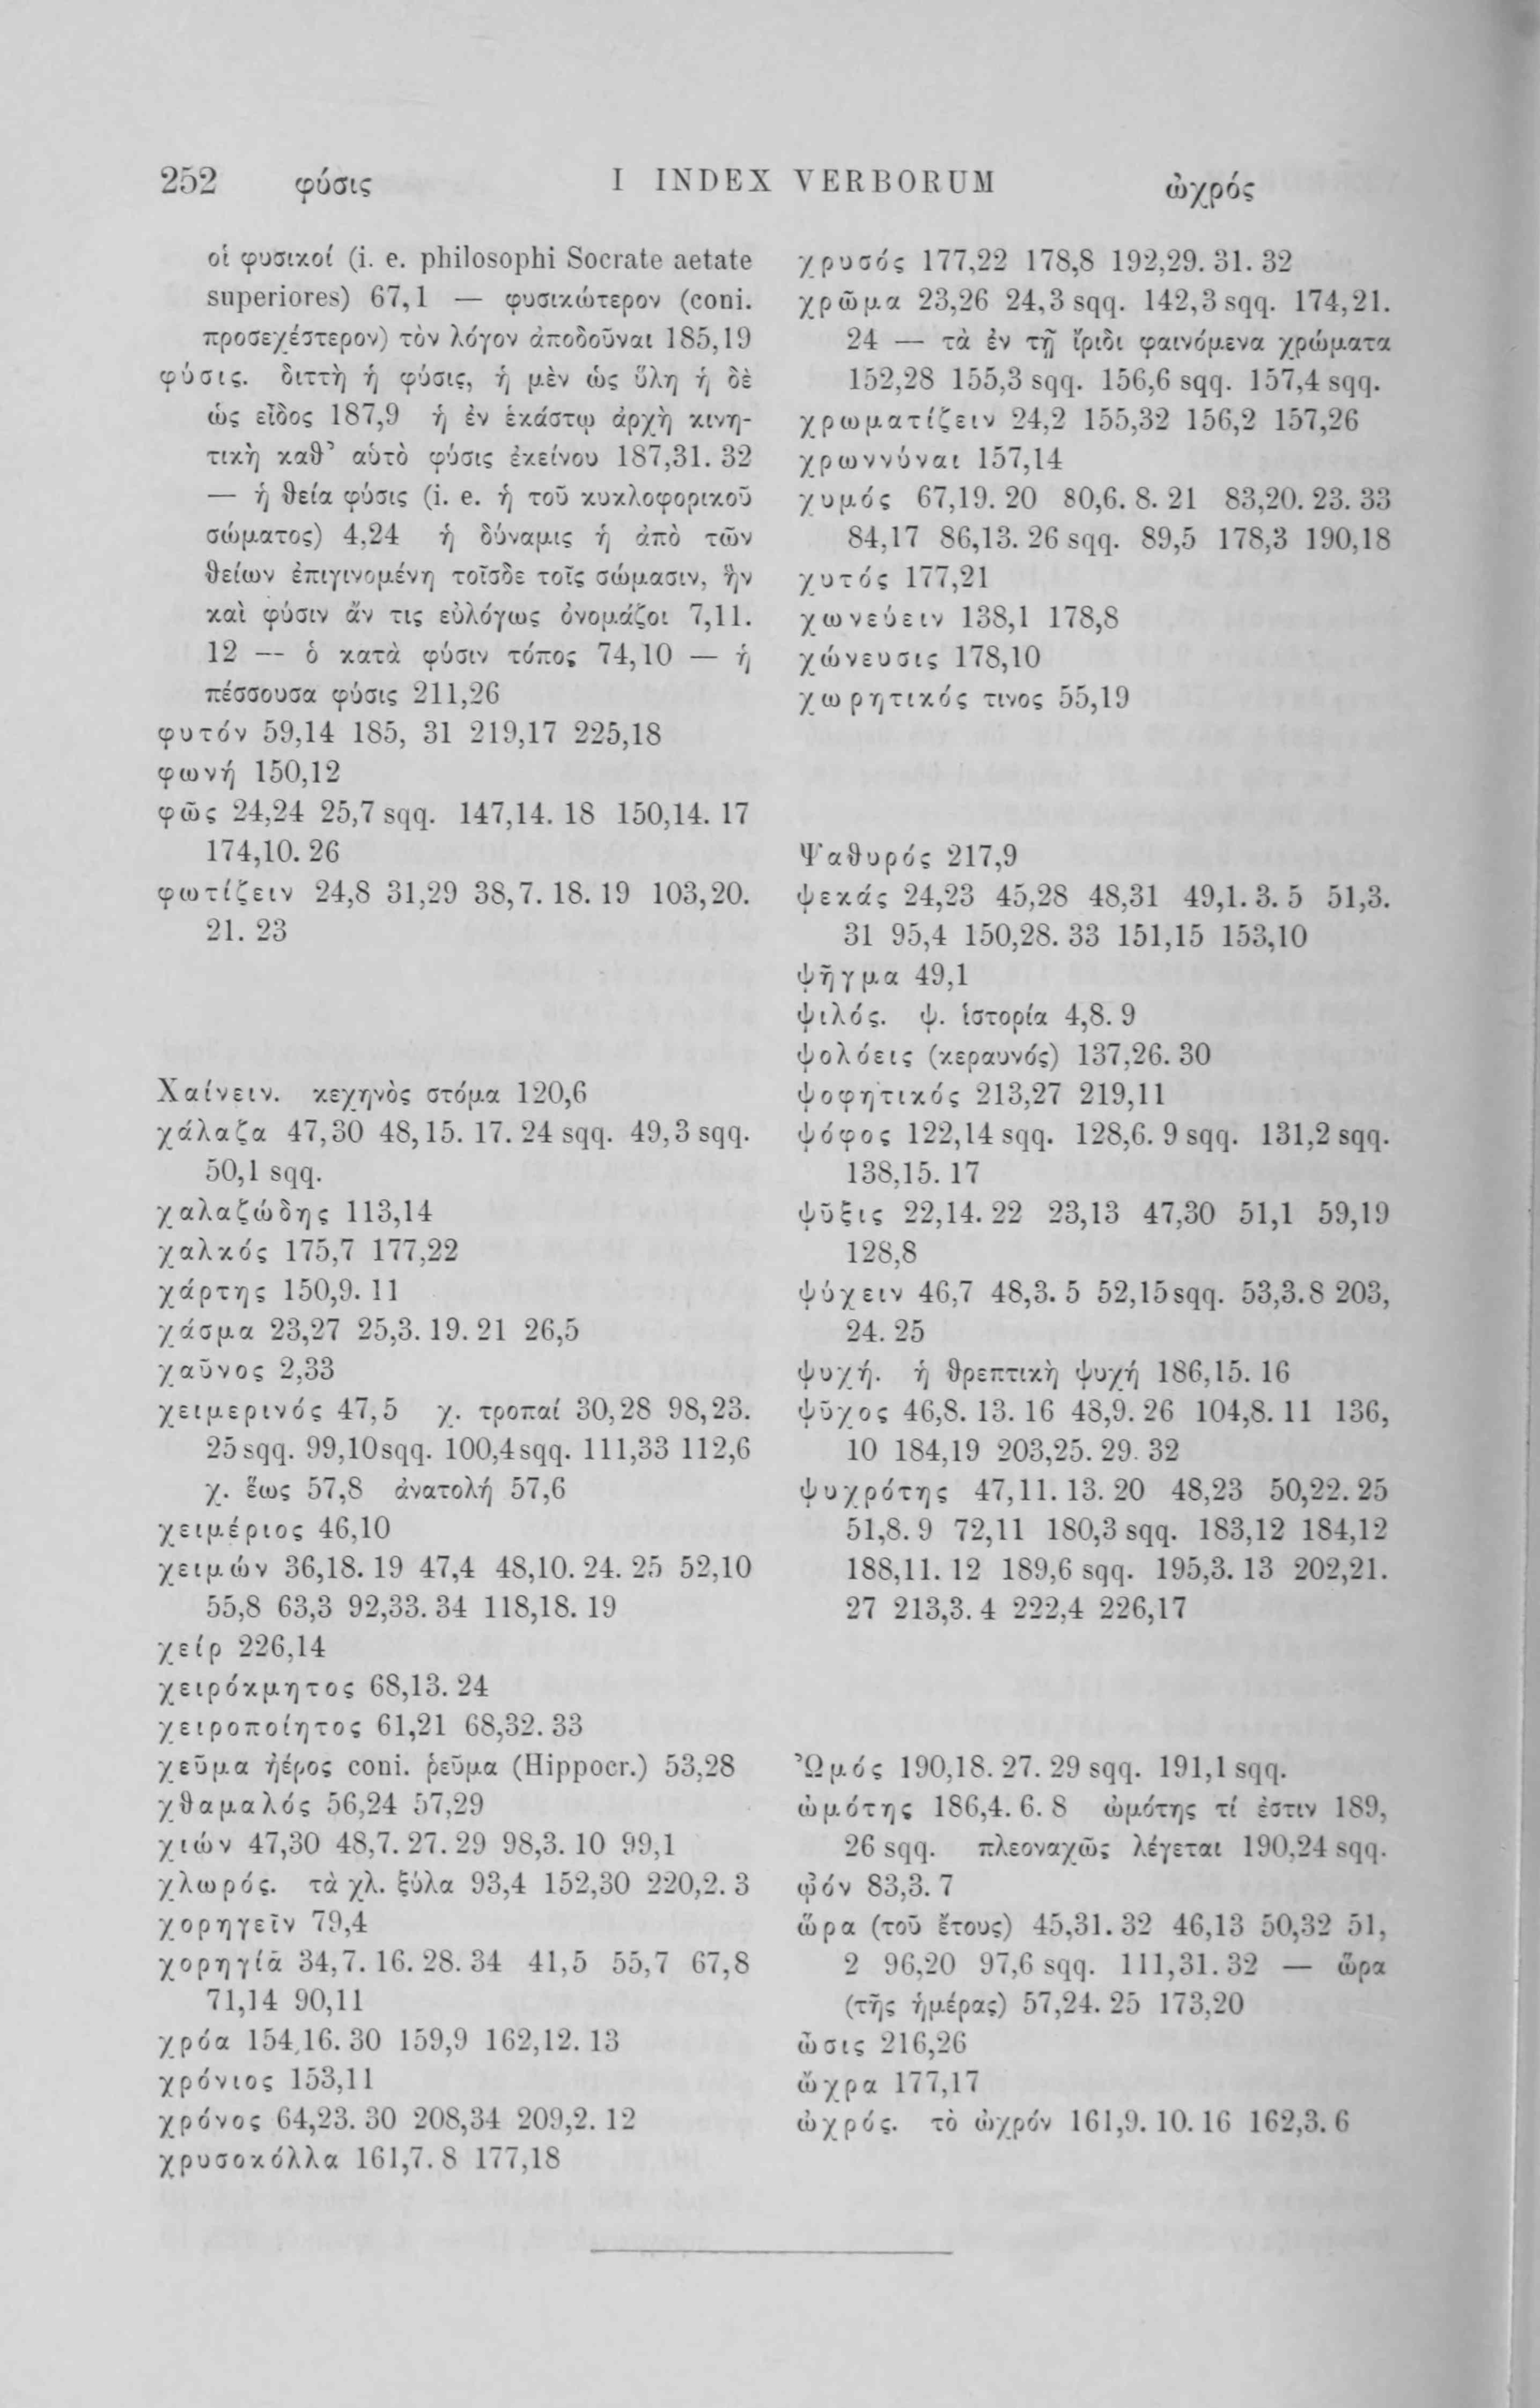 252 φύσις I INDEX VERBORUM ὠχρός
οἱ φυσικοί (i. e. philosophi Socrate aetate
superiores) 67,1 — φυσικώτερον (coni.
προσεχέστερον) τὸν λόγον ἀποδοῦναι 185,19
φύσις. διττὴ ἡ φύσις, ἡ μὲν ὡς ὕλη ἡ δὲ
ὡς εἶδος 187,9 ἡ ἐν ἑκάστῳ ἀρχὴ κινη-
τικὴ καθ’ αὑτὸ φύσις ἐκείνου 187,31. 32
— ἡ θεία φύσις (i. e. ἡ τοῦ κυκλοφορικοῦ
σώματος) 4,24 ἡ δύναμις ἡ ἀπὸ τῶν
θείων ἐπιγινομένη τοῖσδε τοῖς σώμασιν, ἣν
καὶ φύσιν ἄν τις εὐλόγως ὀνομάζοι 7,11.
12 — ὁ κατὰ φύσιν τόπος 74,10 — ἡ
πέσσουσα φύσις 211,26
φυτόν 59,14 185, 31 219,17 225,18
φωνή 150,12
φῶς 24,24 25,7 sqq. 147,14. 18 150,14. 17
174,10. 26
φωτίζειν 24,8 31,29 38,7. 18. 19 103,20.
21. 23
Χαίνειν. κεχηνὸς στόμα 120,6
χάλαζα 47,30 48,15. 17. 24 sqq. 49,3 sqq.
50,1 sqq.
χαλαζώδης 113,14
χαλκός 175,7 177,22
χάρτης 150,9. 11
χάσμα 23,27 25,3. 19. 21 26,5
χαῦνος 2,33
χειμερινός 47,5 χ. τροπαί 30,28 98,23.
25 sqq. 99,10 sqq. 100,4 sqq. 111,33 112,6
χ. ἕως 57,8 ἀνατολή 57,6
χειμέριος 46,10
χειμών 36,18. 19 47,4 48,10. 24. 25 52,10
55,8 63,3 92,33. 34 118,18. 19
χείρ 226,14
χειρόκμητος 68,13. 24
χειροποίητος 61,21 68,32. 33
χεῦμα ἠέρος coni. ῥεῦμα (Hippocr.) 53,28
χθαμαλός 56,24 57,29
χιών 47,30 48,7. 27. 29 98,3. 10 99,1
χλωρός. τὰ χλ. ξύλα 93,4 152,30 220,2. 3
χορηγεῖν 79,4
χορηγίᾱ 34,7. 16. 28. 34 41,5 55,7 67,8
71,14 90,11
χρόα 154,16. 30 159,9 162,12. 13
χρόνιος 153,11
χρόνος 64,23. 30 208,34 209,2. 12
χρυσοκόλλα 161,7. 8 177,18
χρυσός 177,22 178,8 192,29. 31. 32
χρῶμα 23,26 24,3 sqq. 142,3 sqq. 174,21.
24 — τὰ ἐν τῇ ἴριδι φαινόμενα χρώματα
152,28 155,3 sqq. 156,6 sqq. 157,4 sqq.
χρωματίζειν 24,2 155,32 156,2 157,26
χρωννύναι 157,14
χυμός 67,19. 20 80,6. 8. 21 83,20. 23. 33
84,17 86,13. 26 sqq. 89,5 178,3 190,18
χυτός 177,21
χωνεύειν 138,1 178,8
χώνευσις 178,10
χωρητικός τινος 55,19
Ψαθυρός 217,9
ψεκάς 24,23 45,28 48,31 49,1. 3. 5 51,3.
31 95,4 150,28. 33 151,15 153,10
ψῆγμα 49,1
ψιλός. ψ. ἱστορία 4,8. 9
ψολόεις (κεραυνός) 137,26. 30
ψοφητικός 213,27 219,11
ψόφος 122,14 sqq. 128,6. 9 sqq. 131,2 sqq.
138,15. 17
ψῦξις 22,14. 22 23,13 47,30 51,1 59,19
128,8
ψύχειν 46,7 48,3. 5 52,15 sqq. 53,3. 8 203,
24. 25
ψυχή. ἡ θρεπτικὴ ψυχή 186,15. 16
ψῦχος 46,8. 13. 16 48,9. 26 104,8. 11 136,
10 184,19 203,25. 29. 32
ψυχρότης 47,11. 13. 20 48,23 50,22. 25
51,8. 9 72,11 180,3 sqq. 183,12 184,12
188,11. 12 189,6 sqq. 195,3. 13 202,21.
27 213,3. 4 222,4 226,17
Ὠμός 190,18. 27. 29 sqq. 191,1 sqq.
ὠμότης 186,4. 6. 8 ὠμότης τί ἐστιν 189,
26 sqq. πλεοναχῶς λέγεται 190,24 sqq.
ᾠόν 83,3. 7
ὥρα (τοῦ ἔτους) 45,31. 32 46,13 50,32 51,
2 96,20 97,6 sqq. 111,31. 32 — ὥρα
(τῆς ἡμέρας) 57,24. 25 173,20
ὦσις 216,26
ὤχρα 177,17
ὠχρός. τὸ ὠχρόν 161,9. 10. 16 162,3. 6